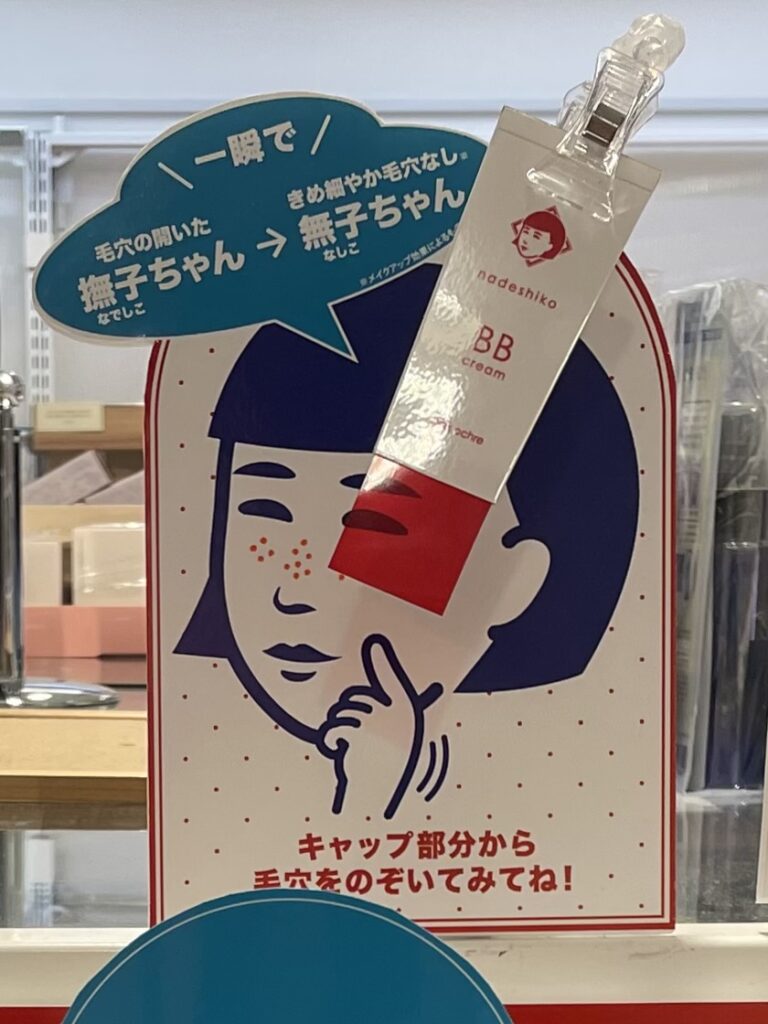 一瞬で
毛穴の開いた
撫子ちゃん
なでしこ
→
きめ細やか毛穴なし※
無子ちゃん
なしこ
※メイクアップ効果による
nadeshiko
BB
cream
ochre
キャップ部分から
毛穴をのぞいてみてね!